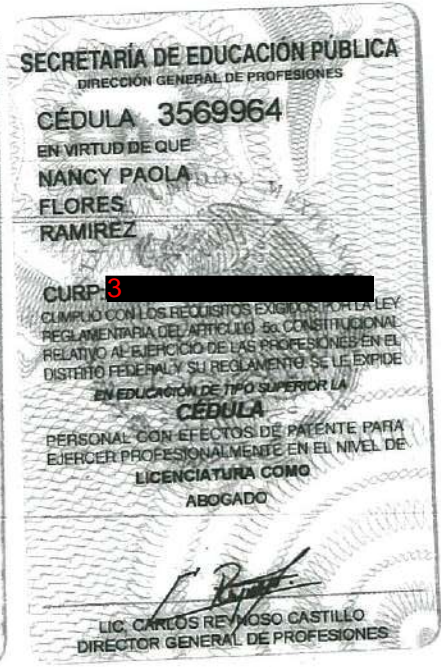 SECRETARÍA DE EDUCACIÓN PÚBLICA
DIRECCIÓN GENERAL DE PROFESIONES
CÉDULA 3569964
EN VIRTUD DE QUE
NANCY PAOLA
FLORES
RAMIREZ
CURP: 3
CUMPLIO CON LOS REQUISITOS EXIGIDOS POR LA LEY
REGLAMENTARIA DEL ARTICULO 5o. CONSTITUCIONAL
RELATIVO AL EJERCICIO DE LAS PROFESIONES EN EL
DISTRITO FEDERAL Y SU REGLAMENTO SE LE EXPIDE
EN EDUCACIÓN DE TIPO SUPERIOR LA
CÉDULA
PERSONAL CON EFECTOS DE PATENTE PARA
EJERCER PROFESIONALMENTE EN EL NIVEL DE
LICENCIATURA COMO
ABOGADO
LIC. CARLOS REYNOSO CASTILLO
DIRECTOR GENERAL DE PROFESIONES